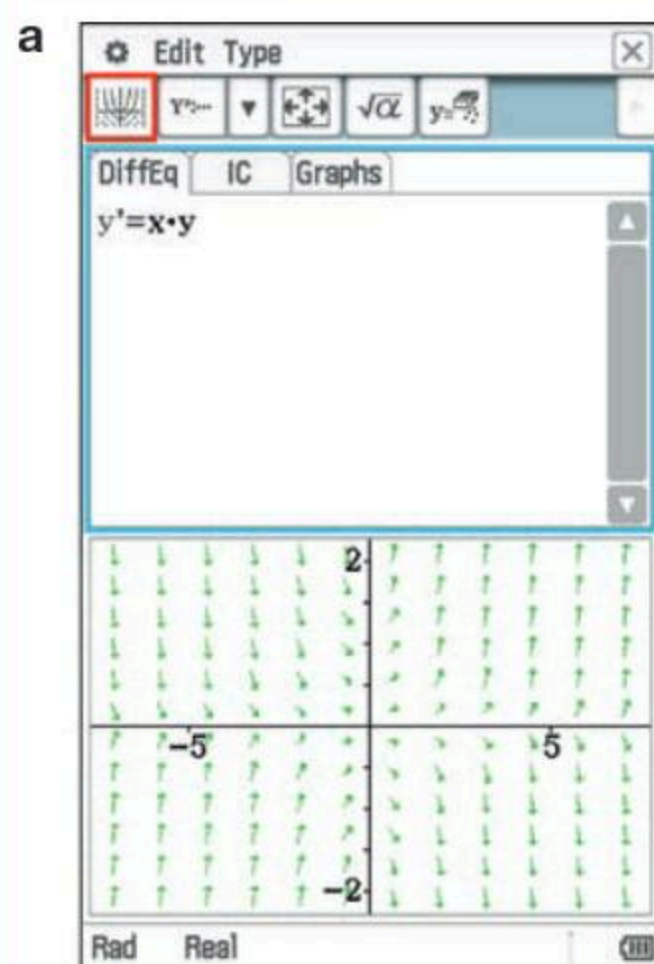 a
Edit Type
Y':... √α y=
DiffEq IC Graphs
y'=x·y
2
-5 5
-2
Rad Real